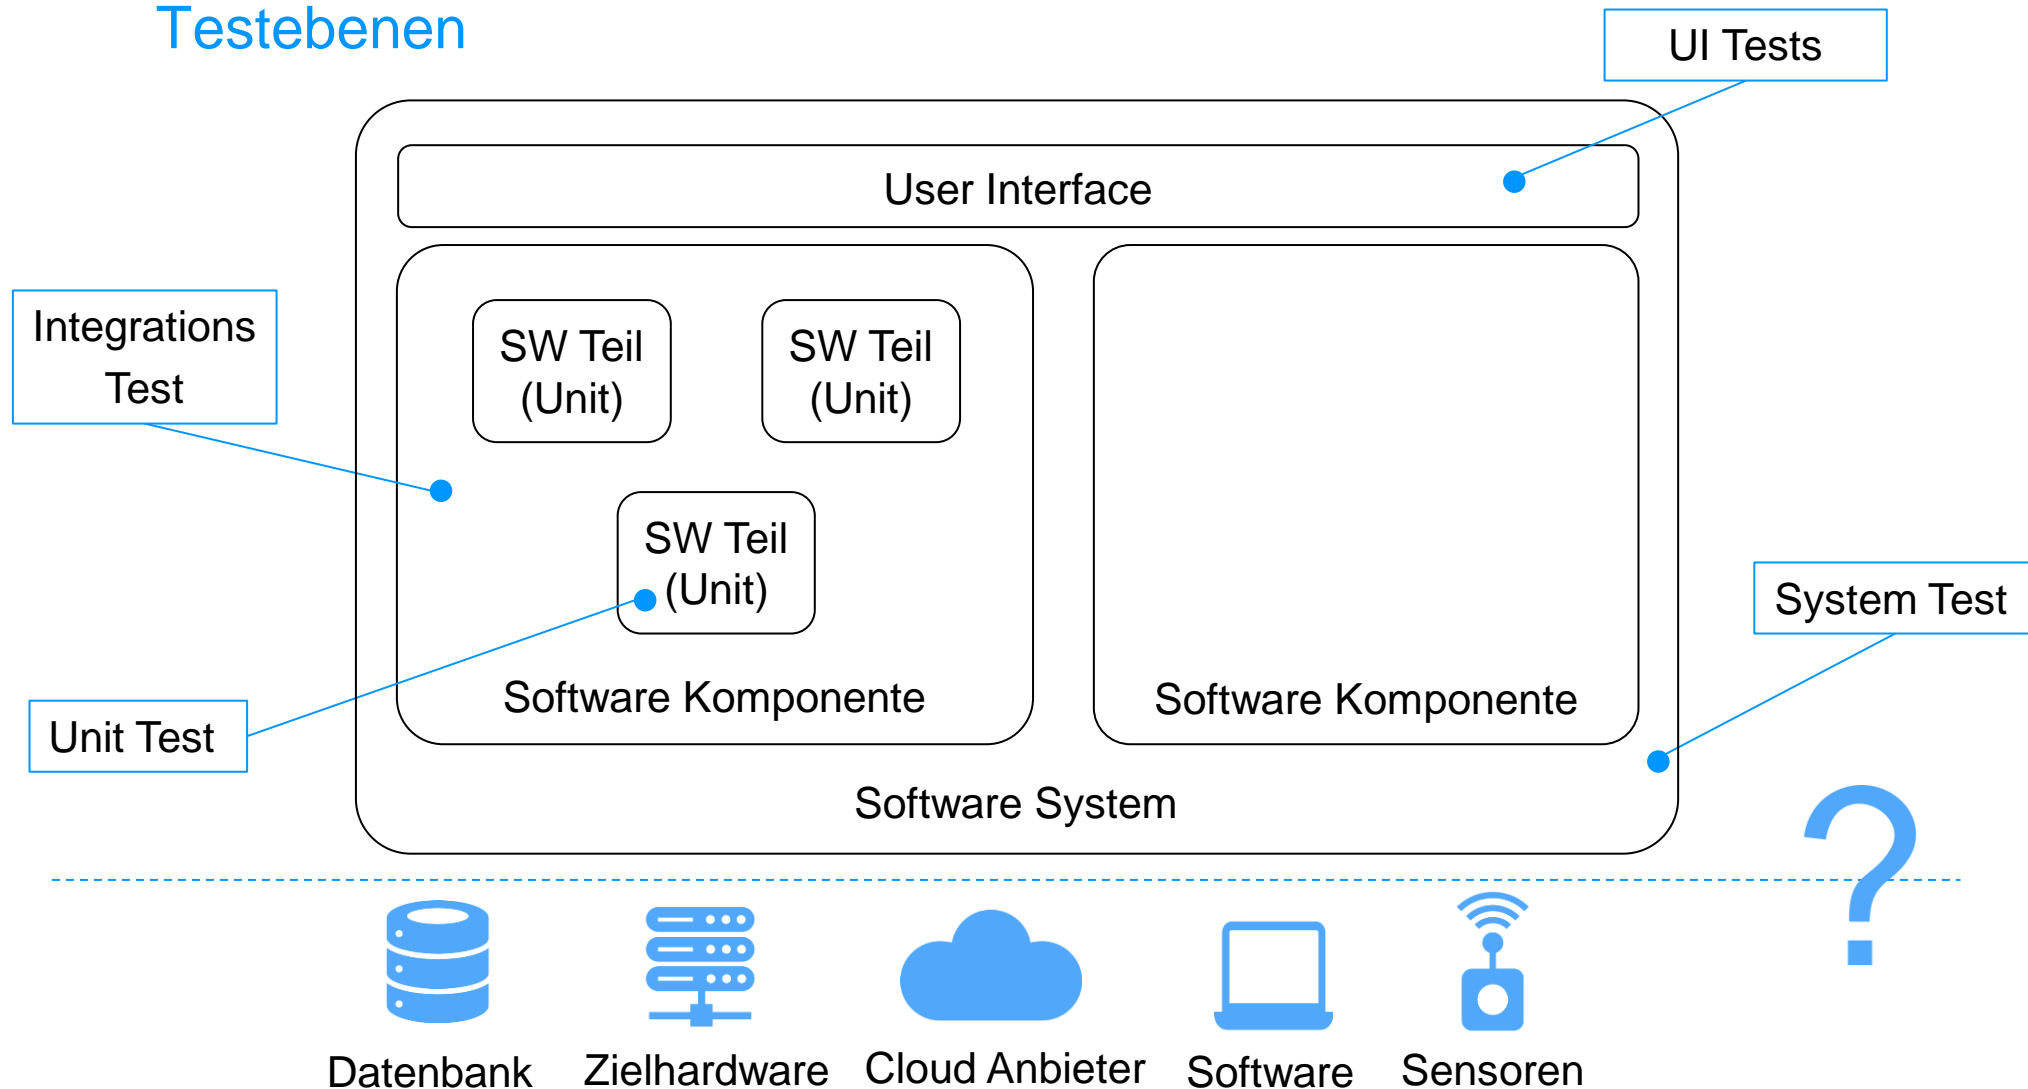 Testebenen
UI Tests
User Interface
Integrations
Test
SW Teil
(Unit)
SW Teil
(Unit)
SW Teil
(Unit)
System Test
Software Komponente
Software Komponente
Unit Test
Software System
?
Datenbank
Zielhardware
Cloud Anbieter
Software
Sensoren